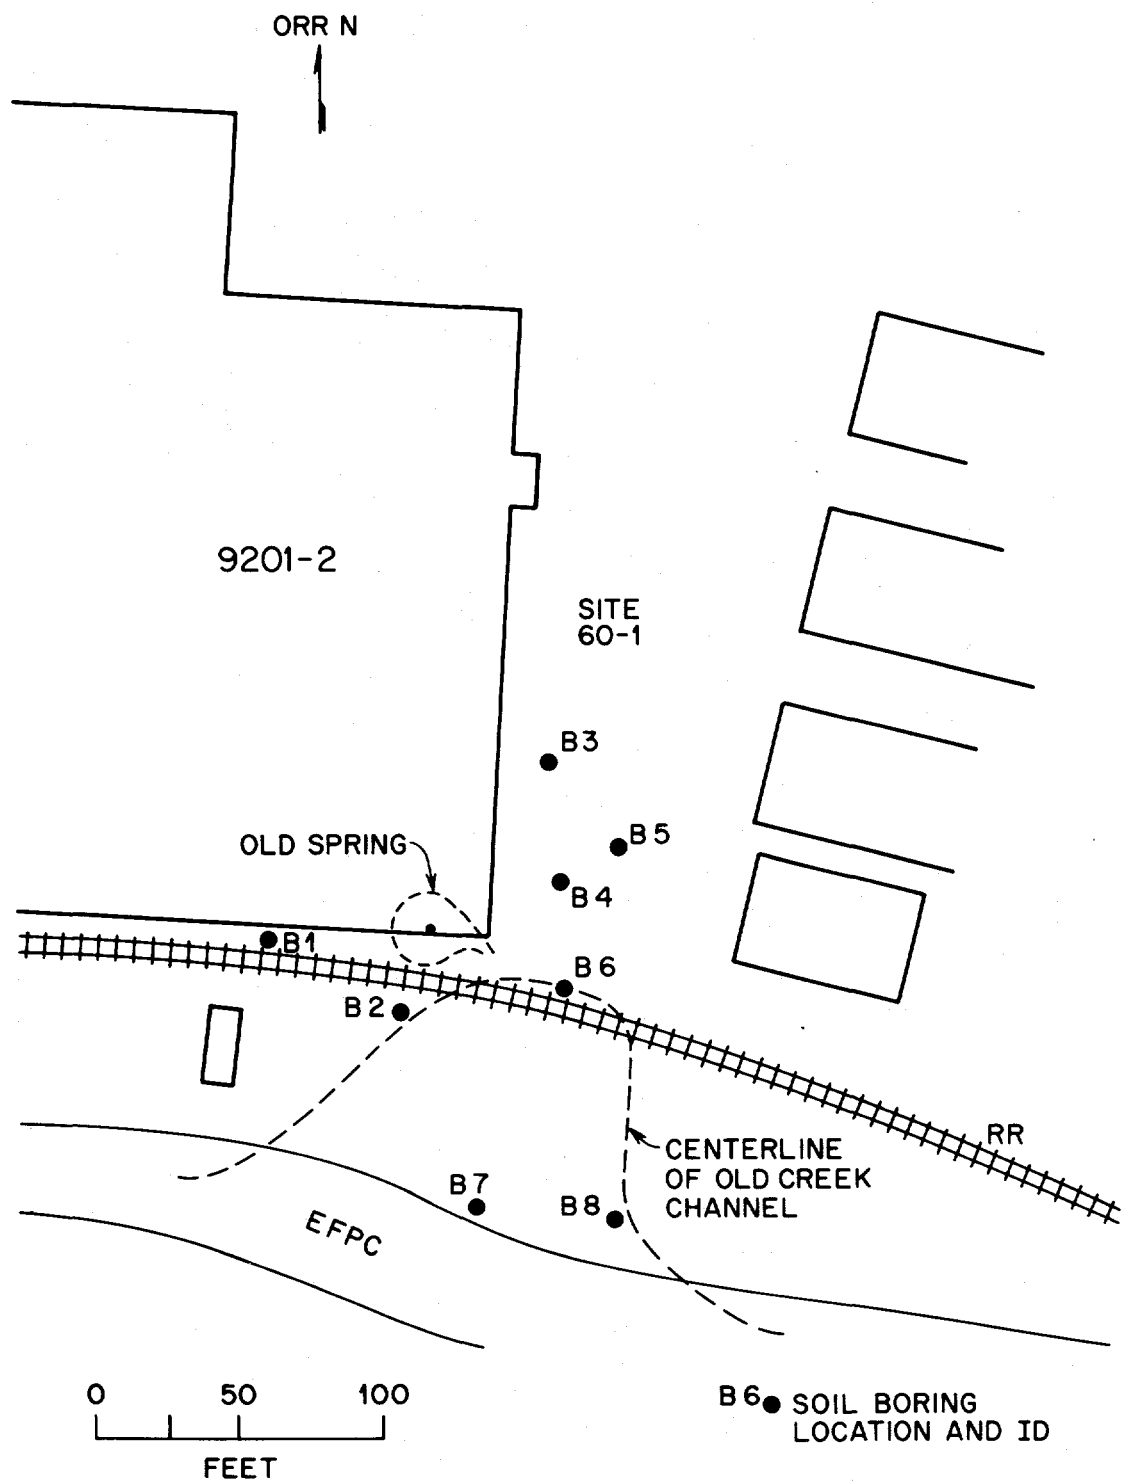 ORR N
9201-2
SITE
60-1
B3
B5
OLD SPRING
B4
B1
B6
B2
RR
CENTERLINE
OF OLD CREEK
CHANNEL
B7
B8
EFPC
0 50 100
FEET
B6 SOIL BORING
LOCATION AND ID